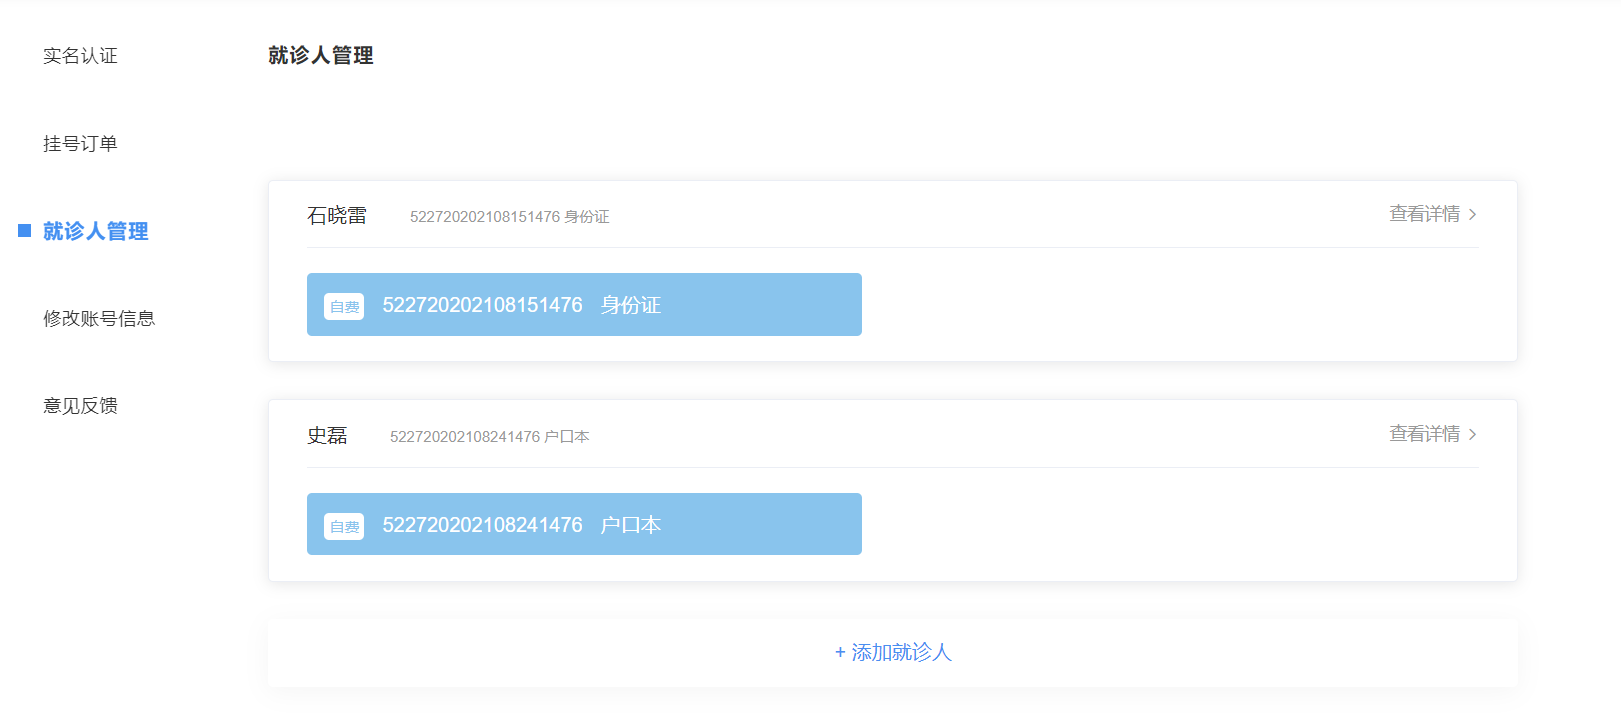 实名认证
挂号订单
就诊人管理
修改账号信息
意见反馈
就诊人管理
石晓雷 522720202108151476 身份证 查看详情
自费 522720202108151476 身份证
史磊 522720202108241476 户口本 查看详情
自费 522720202108241476 户口本
+ 添加就诊人